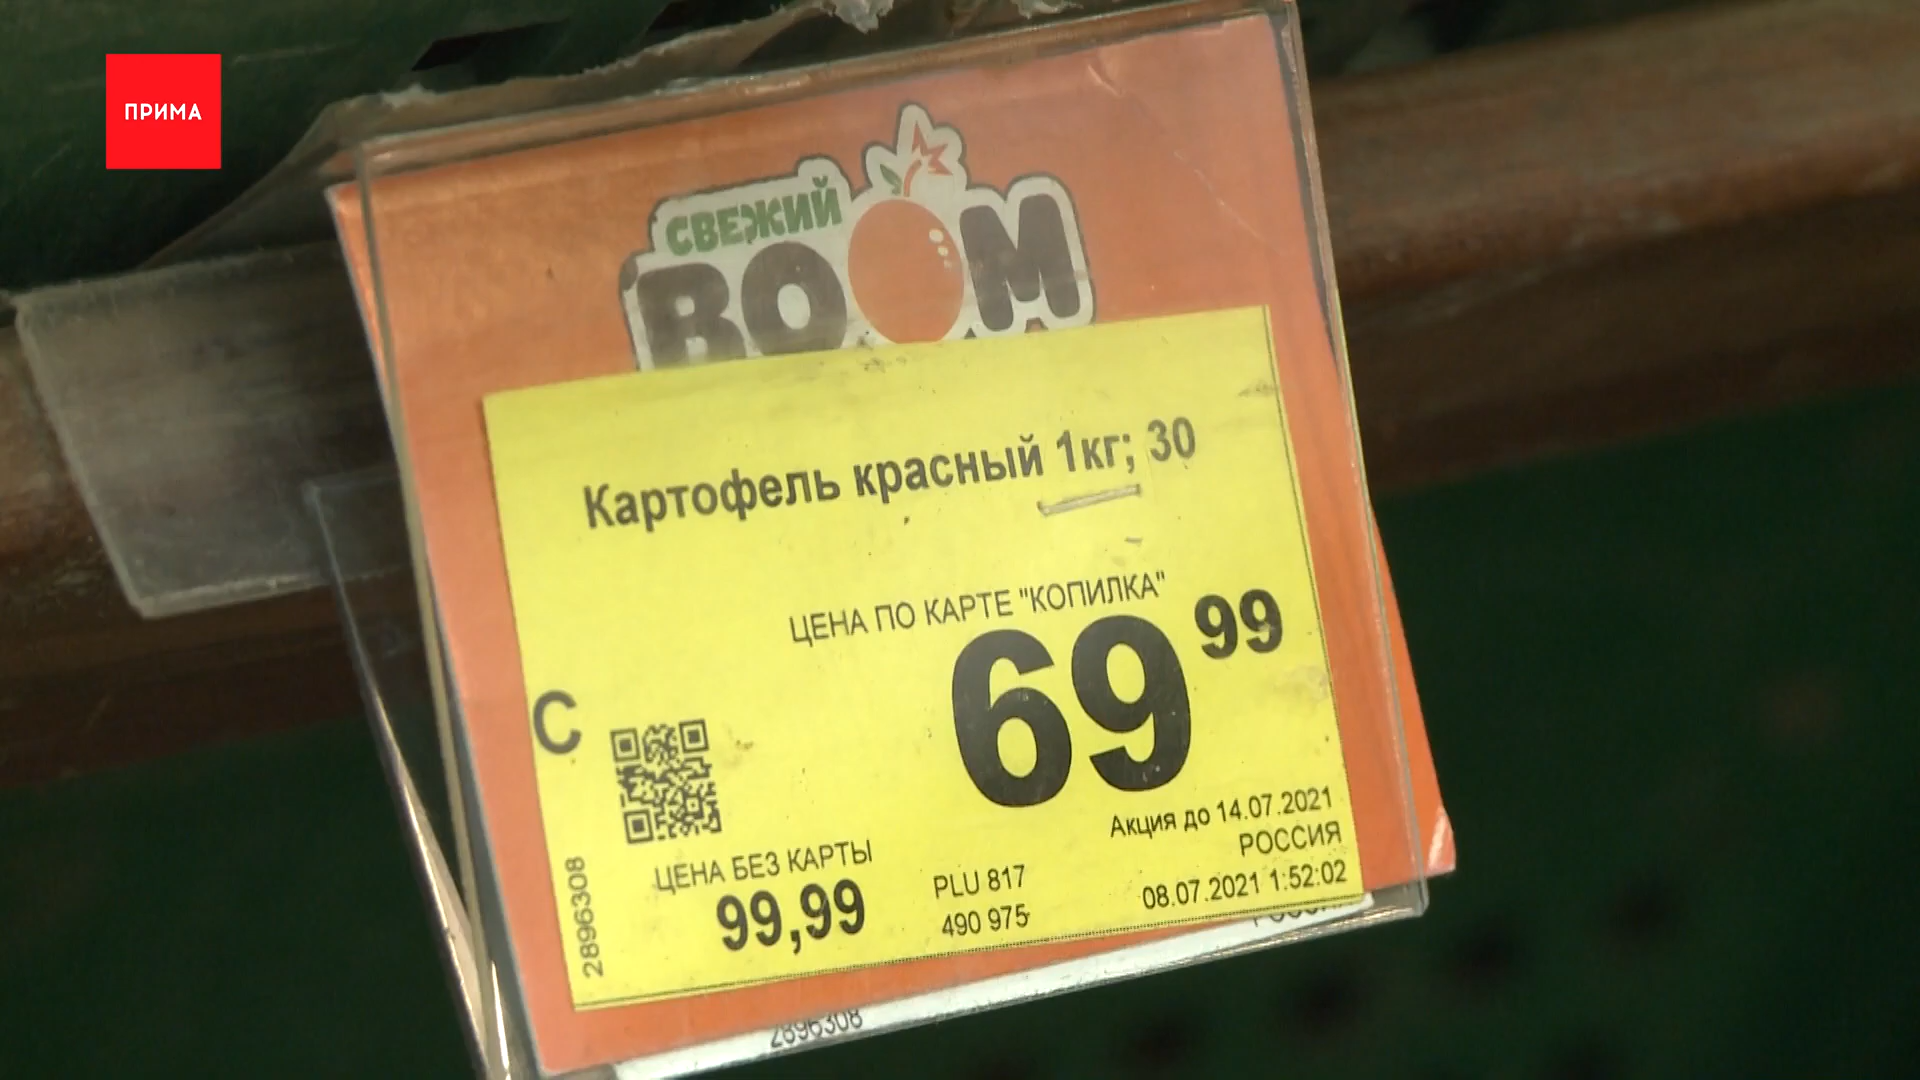 ПРИМА
СВЕЖИЙ
BOOM
Картофель красный 1кг; 30
ЦЕНА ПО КАРТЕ "КОПИЛКА"
69 99
С
Акция до 14.07.2021
РОССИЯ
ЦЕНА БЕЗ КАРТЫ
99,99
PLU 817
490 975
08.07.2021 1:52:02
2896308
2896308